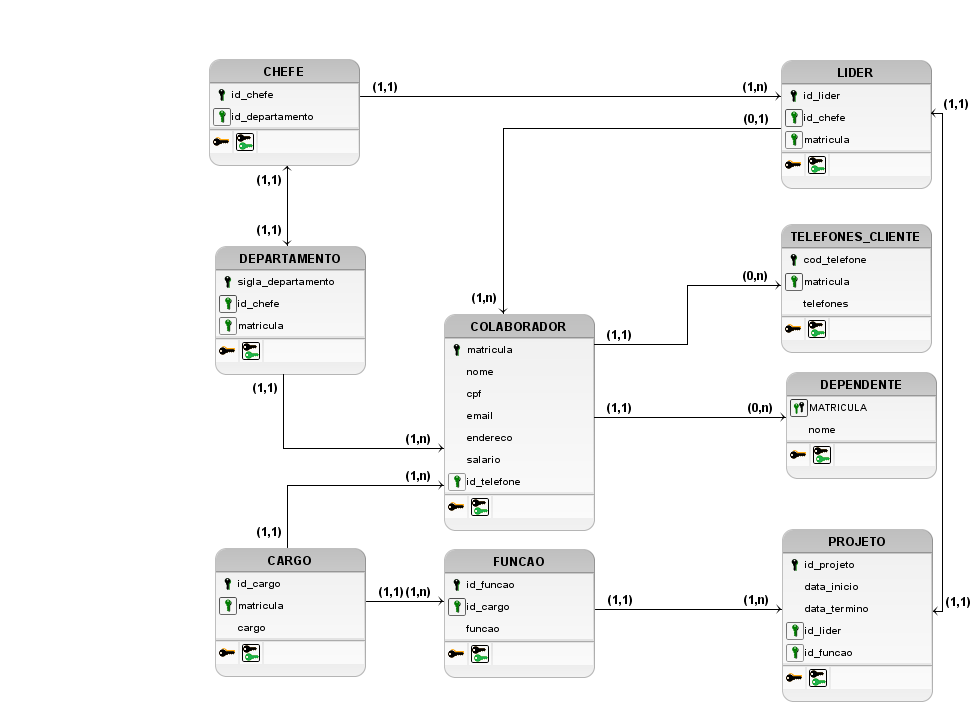 CHEFE
id_chefe
id_departamento
(1,1)
(1,n)
LIDER
id_lider
id_chefe
matricula
(0,1)
(1,1)
(1,1)
(1,1)
DEPARTAMENTO
sigla_departamento
id_chefe
matricula
(1,1)
(1,n)
TELEFONES_CLIENTE
cod_telefone
matricula
telefones
(0,n)
(1,n)
COLABORADOR
matricula
nome
cpf
email
endereco
salario
id_telefone
(1,1)
(1,1)
(0,n)
DEPENDENTE
MATRICULA
nome
(1,n)
(1,1)
CARGO
id_cargo
matricula
cargo
(1,1)
(1,n)
FUNCAO
id_funcao
id_cargo
funcao
(1,1)
(1,n)
PROJETO
id_projeto
data_inicio
data_termino
id_lider
id_funcao
(1,1)